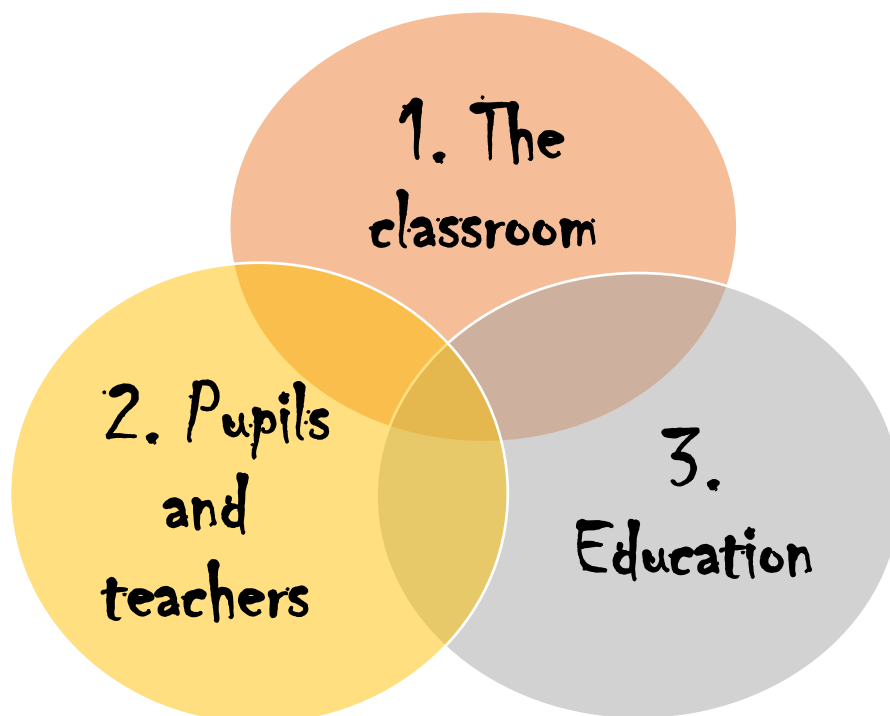 1. The
classroom
2. Pupils
and
teachers
3.
Education